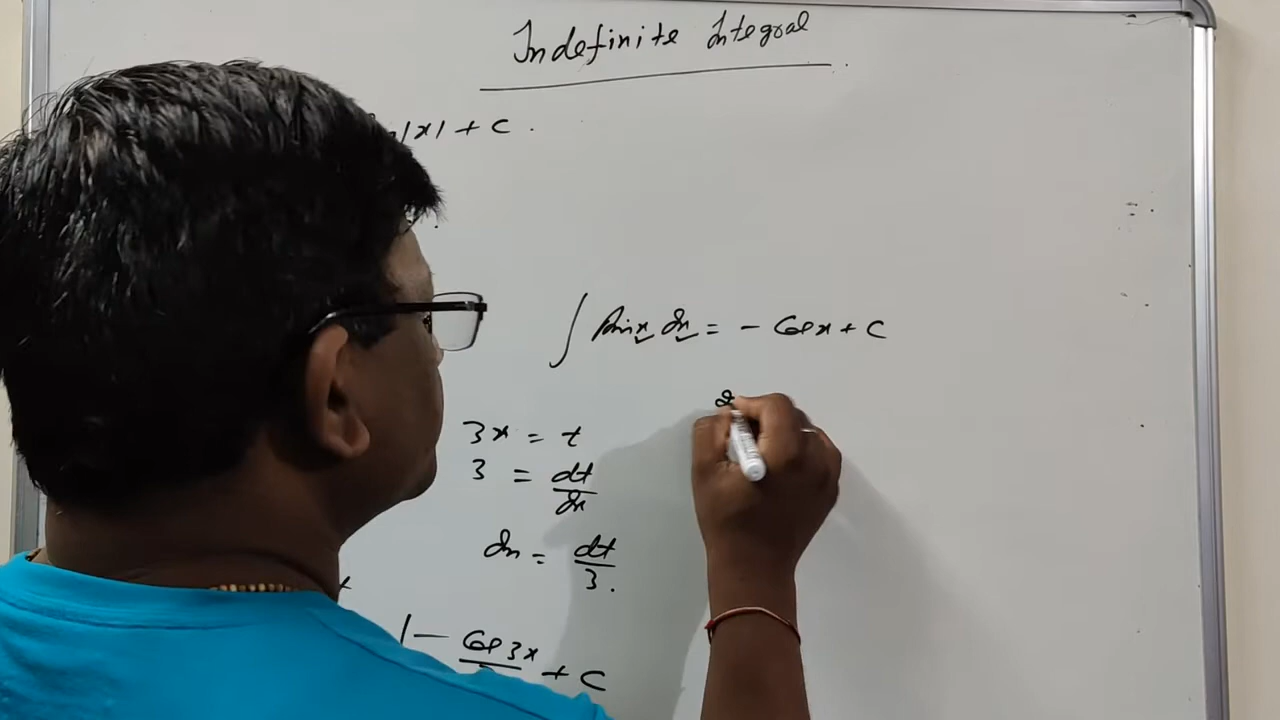 Indefinite Integral
|x| + C .
∫ sin x dx = - Cos x + C
3x = t
3 = dt/dx
dx = dt/3 .
- Cos 3x + C